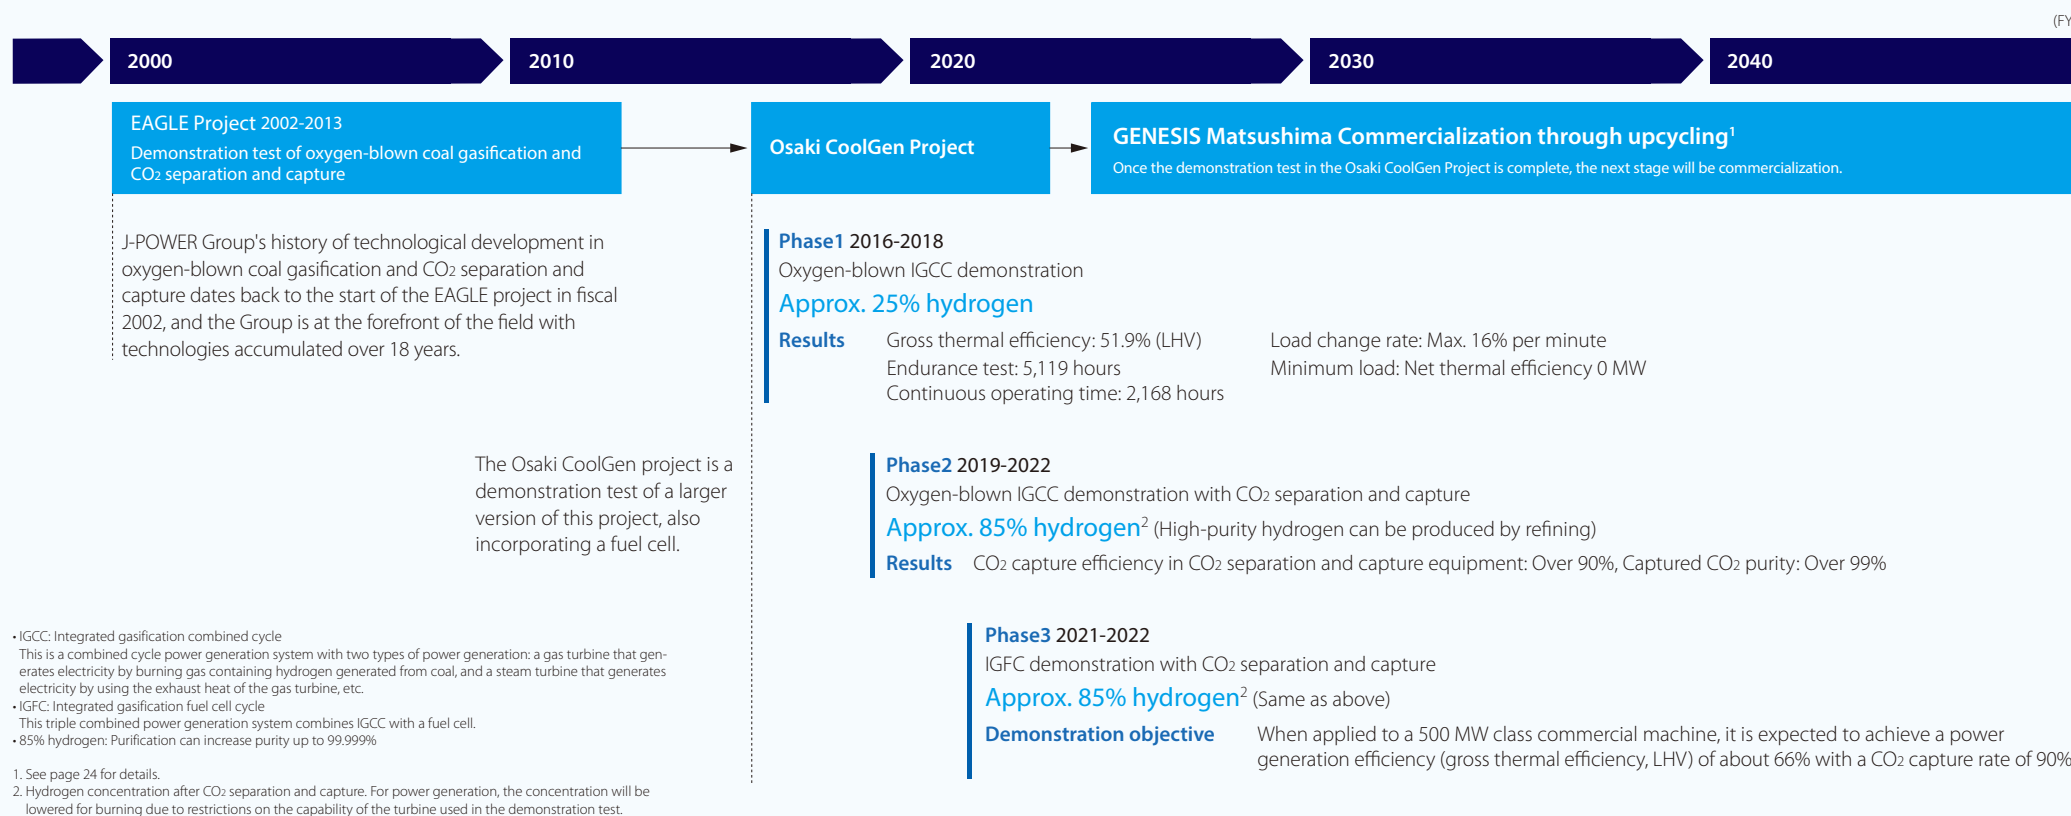 (FY
2000 2010 2020 2030 2040
EAGLE Project 2002-2013
Demonstration test of oxygen-blown coal gasification and
CO2 separation and capture
Osaki CoolGen Project
GENESIS Matsushima Commercialization through upcycling1
Once the demonstration test in the Osaki CoolGen Project is complete, the next stage will be commercialization.
J-POWER Group's history of technological development in
oxygen-blown coal gasification and CO2 separation and
capture dates back to the start of the EAGLE project in fiscal
2002, and the Group is at the forefront of the field with
technologies accumulated over 18 years.
Phase1 2016-2018
Oxygen-blown IGCC demonstration
Approx. 25% hydrogen
Results Gross thermal efficiency: 51.9% (LHV) Load change rate: Max. 16% per minute
Endurance test: 5,119 hours Minimum load: Net thermal efficiency 0 MW
Continuous operating time: 2,168 hours
The Osaki CoolGen project is a
demonstration test of a larger
version of this project, also
incorporating a fuel cell.
Phase2 2019-2022
Oxygen-blown IGCC demonstration with CO2 separation and capture
Approx. 85% hydrogen2 (High-purity hydrogen can be produced by refining)
Results CO2 capture efficiency in CO2 separation and capture equipment: Over 90%, Captured CO2 purity: Over 99%
Phase3 2021-2022
IGFC demonstration with CO2 separation and capture
Approx. 85% hydrogen2 (Same as above)
Demonstration objective When applied to a 500 MW class commercial machine, it is expected to achieve a power
generation efficiency (gross thermal efficiency, LHV) of about 66% with a CO2 capture rate of 90%
• IGCC: Integrated gasification combined cycle
This is a combined cycle power generation system with two types of power generation: a gas turbine that gen-
erates electricity by burning gas containing hydrogen generated from coal, and a steam turbine that generates
electricity by using the exhaust heat of the gas turbine, etc.
• IGFC: Integrated gasification fuel cell cycle
This triple combined power generation system combines IGCC with a fuel cell.
• 85% hydrogen: Purification can increase purity up to 99.999%
1. See page 24 for details.
2. Hydrogen concentration after CO2 separation and capture. For power generation, the concentration will be
lowered for burning due to restrictions on the capability of the turbine used in the demonstration test.